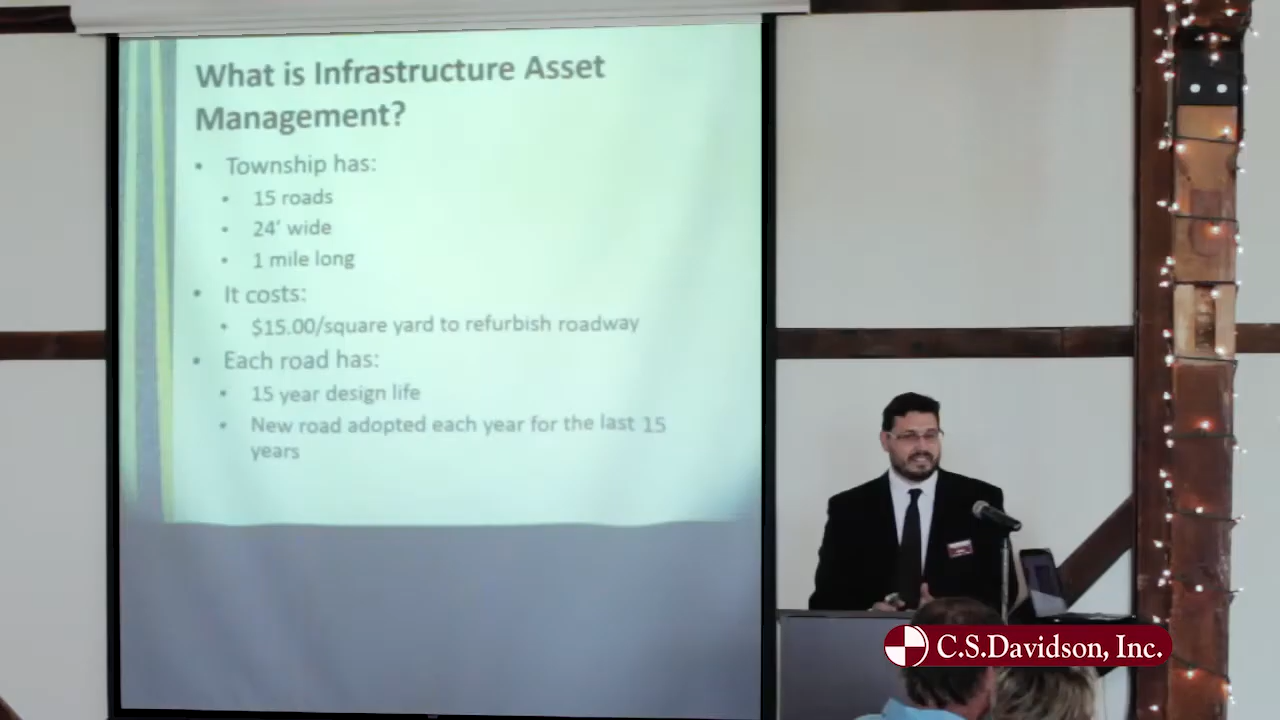 What is Infrastructure Asset
Management?
• Township has:
• 15 roads
• 24' wide
• 1 mile long
• It costs:
• $15.00/square yard to refurbish roadway
• Each road has:
• 15 year design life
• New road adopted each year for the last 15
years
C.S.Davidson, Inc.